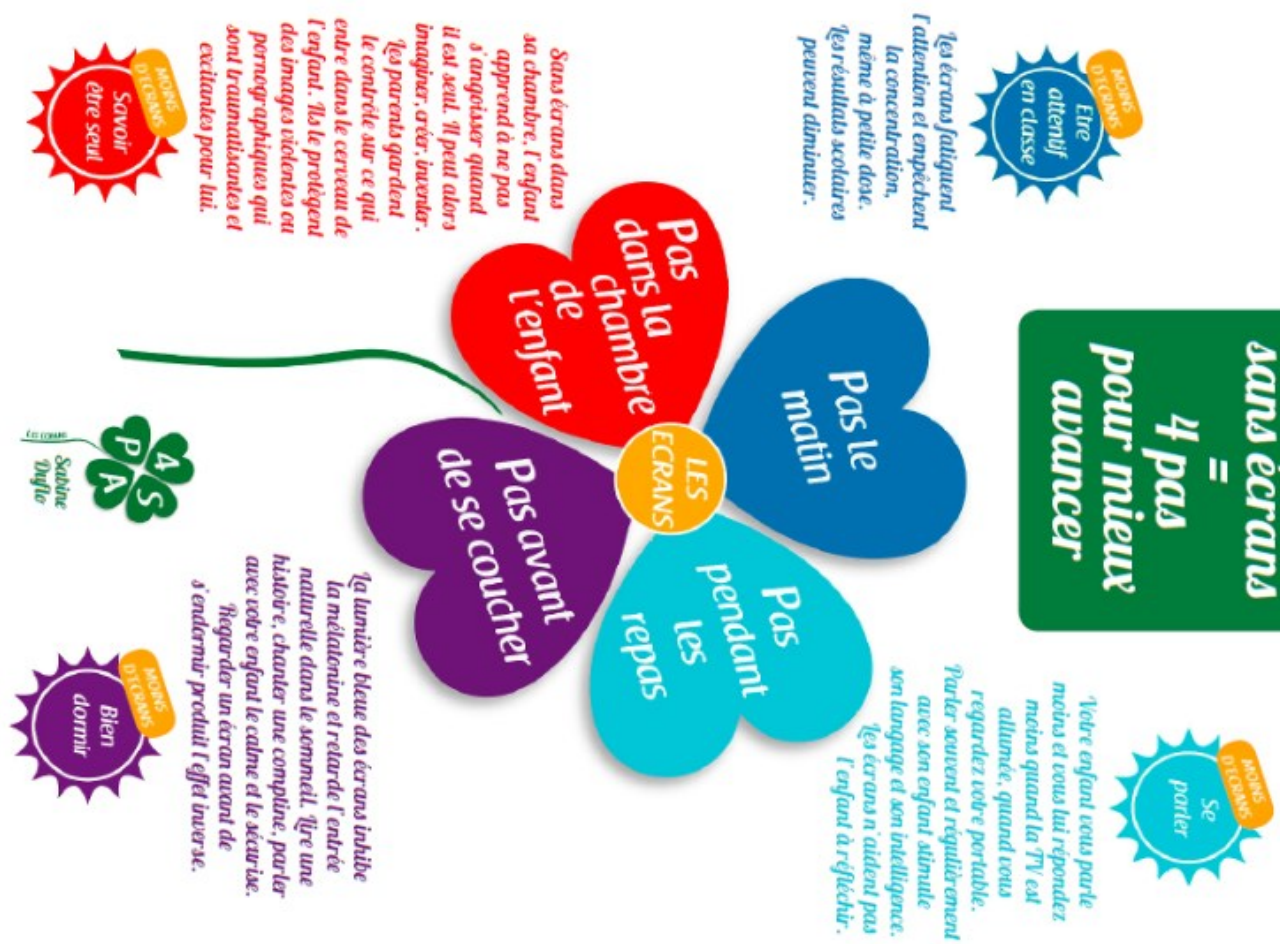 sans écrans
=
4 pas
pour mieux
avancer
MOINS
D'ECRANS
Etre
attentif
en classe
Les écrans fatiguent
l'attention et empêchent
la concentration,
même à petite dose.
Les résultats scolaires
peuvent diminuer.
MOINS
D'ECRANS
Se
parler
Votre enfant vous parle
moins et vous lui répondez
moins quand la TV est
allumée, quand vous
regardez votre portable.
Parler souvent et régulièrement
avec son enfant stimule
son langage et son intelligence.
Les écrans n'aident pas
l'enfant à réfléchir.
Pas le
matin
Pas
pendant
les
repas
LES
ECRANS
Pas
dans la
chambre
de
l'enfant
Pas avant
de se coucher
Sans écrans dans
sa chambre, l'enfant
apprend à ne pas
s'angoisser quand
il est seul. Il peut alors
imaginer, créer, inventer.
Les parents gardent
le contrôle sur ce qui
entre dans le cerveau de
l'enfant. Ils le protègent
des images violentes ou
pornographiques qui
sont traumatisantes et
excitantes pour lui.
MOINS
D'ECRANS
Savoir
être seul
La lumière bleue des écrans inhibe
la mélatonine et retarde l'entrée
naturelle dans le sommeil. Lire une
histoire, chanter une comptine, parler
avec votre enfant le calme et le sécurise.
Regarder un écran avant de
s'endormir produit l'effet inverse.
MOINS
D'ECRANS
Bien
dormir
4 S
P A
Sabine
Duflo